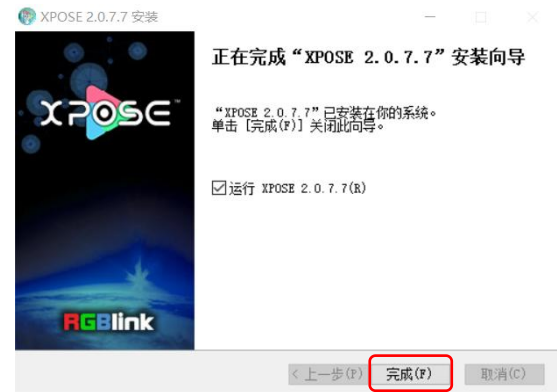 XPOSE 2.0.7.7 安装
XPOSE™
RGBlink
正在完成“XPOSE 2.0.7.7”安装向导
“XPOSE 2.0.7.7”已安装在你的系统。
单击 [完成(F)] 关闭此向导。
运行 XPOSE 2.0.7.7(R)
< 上一步(P)
完成(F)
取消(C)